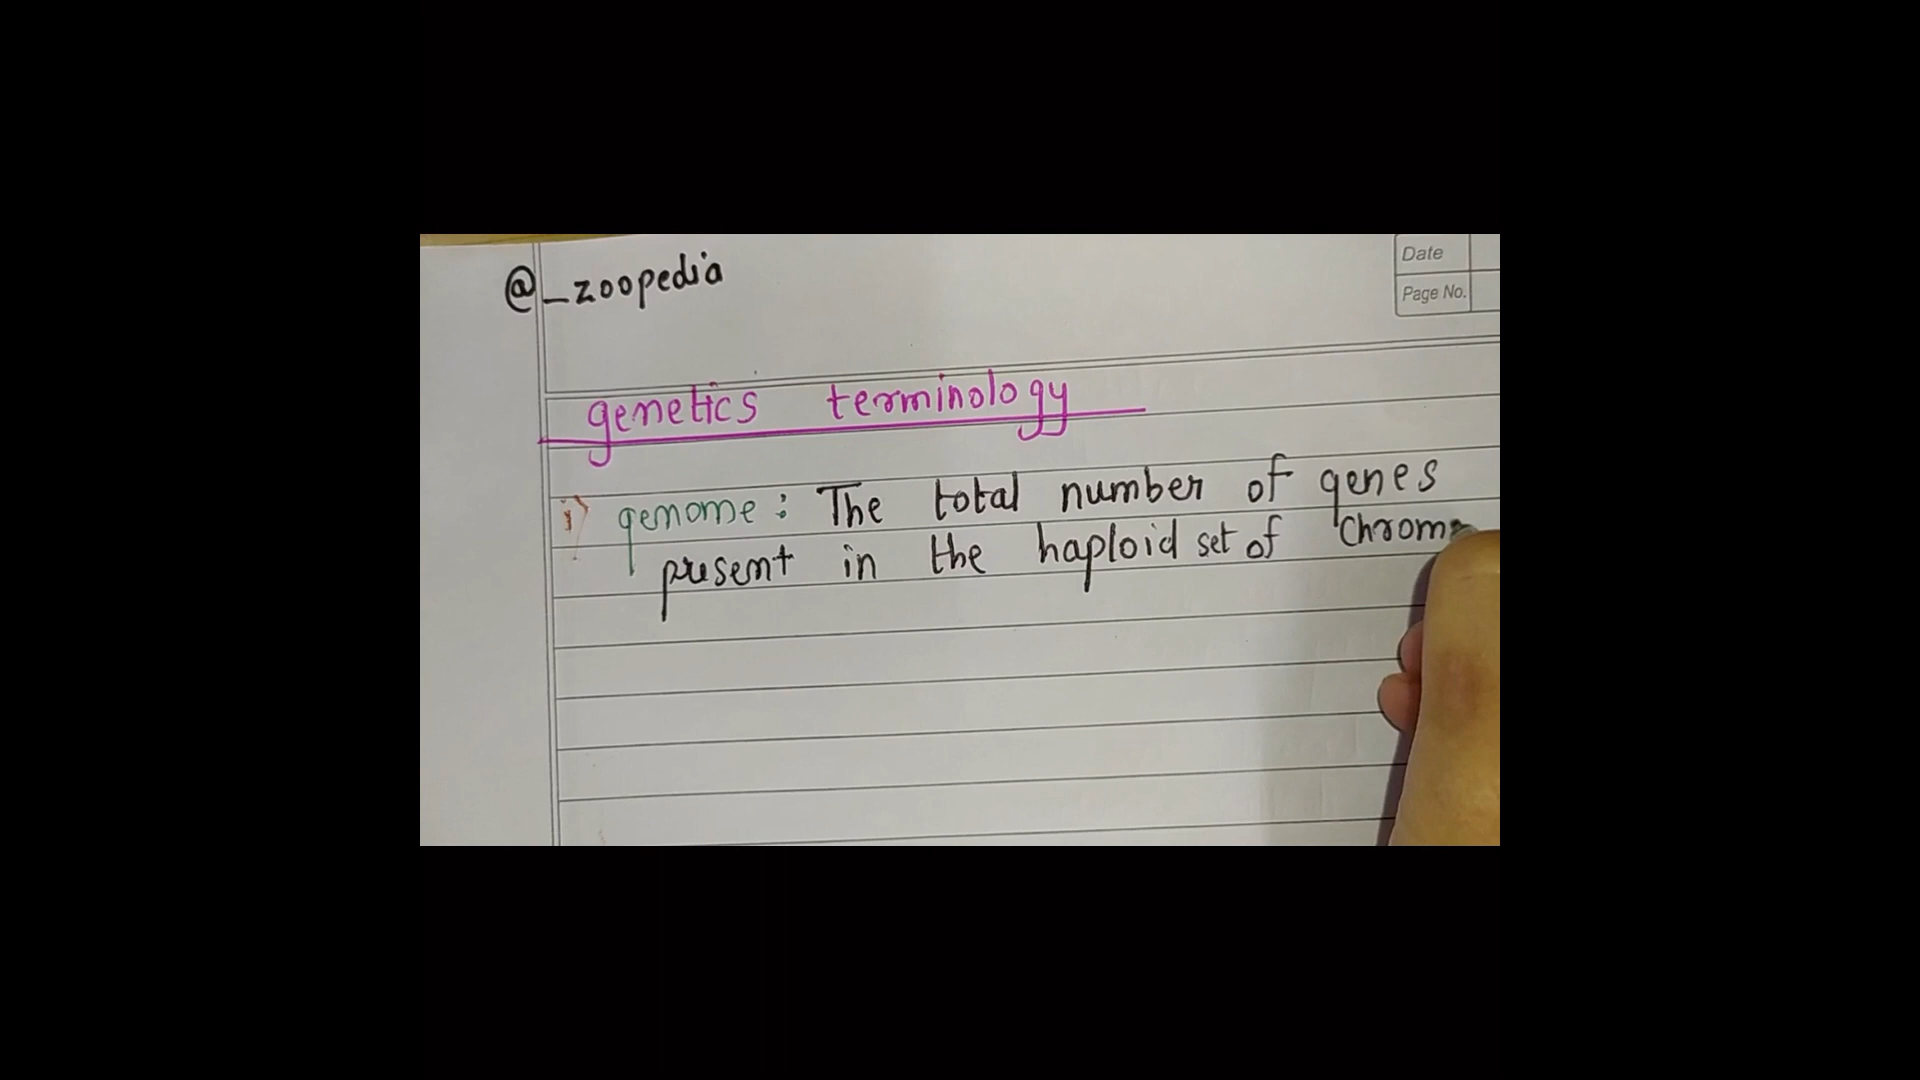 @_zoopedia
Date
Page No.
genetics terminology
i) genome: The total number of genes
present in the haploid set of Chrom